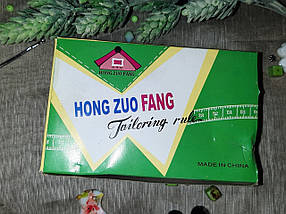 HONG ZUO FANG
HONG ZUO FANG
Tailoring rule
MADE IN CHINA